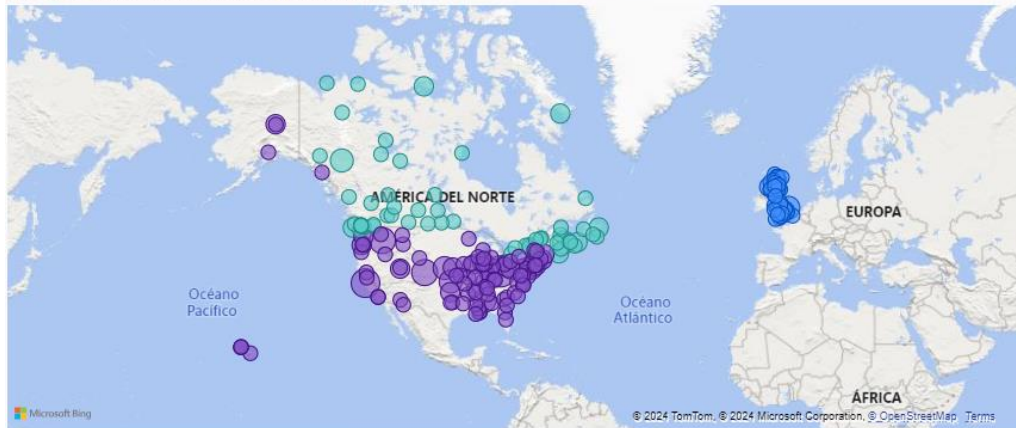 AMÉRICA DEL NORTE
EUROPA
Océano
Pacífico
Océano
Atlántico
ÁFRICA
Microsoft Bing
© 2024 TomTom, © 2024 Microsoft Corporation, © OpenStreetMap Terms